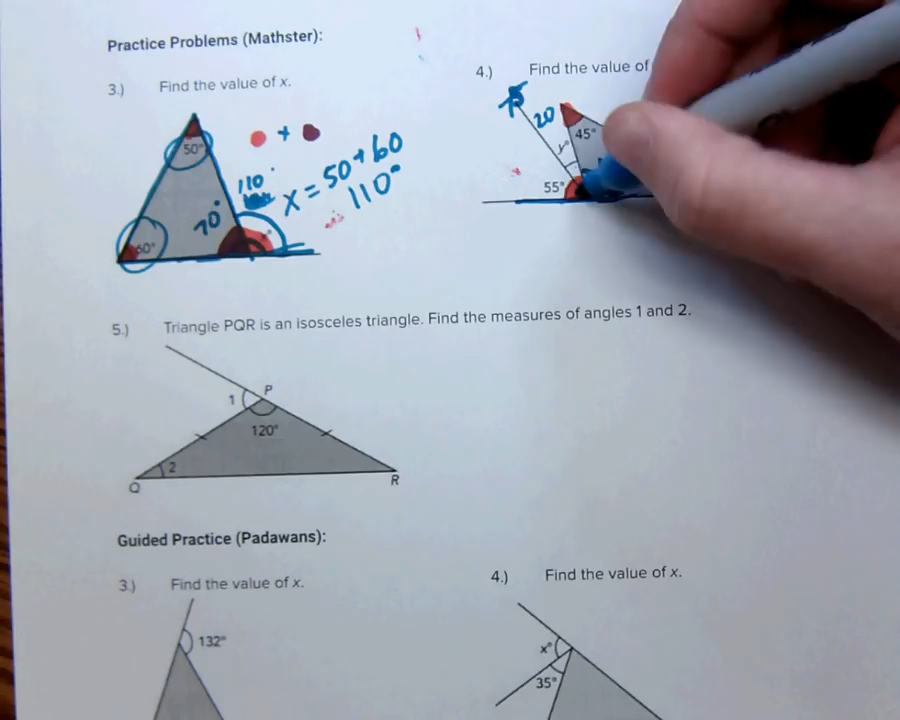 Practice Problems (Mathster):
3.) Find the value of x.
50°
60°
70°
110°
+
x = 50 + 60
110°
4.) Find the value of
20
45°
y°
55°
5.) Triangle PQR is an isosceles triangle. Find the measures of angles 1 and 2.
1
P
120°
2
Q
R
Guided Practice (Padawans):
3.) Find the value of x.
132°
4.) Find the value of x.
x°
35°